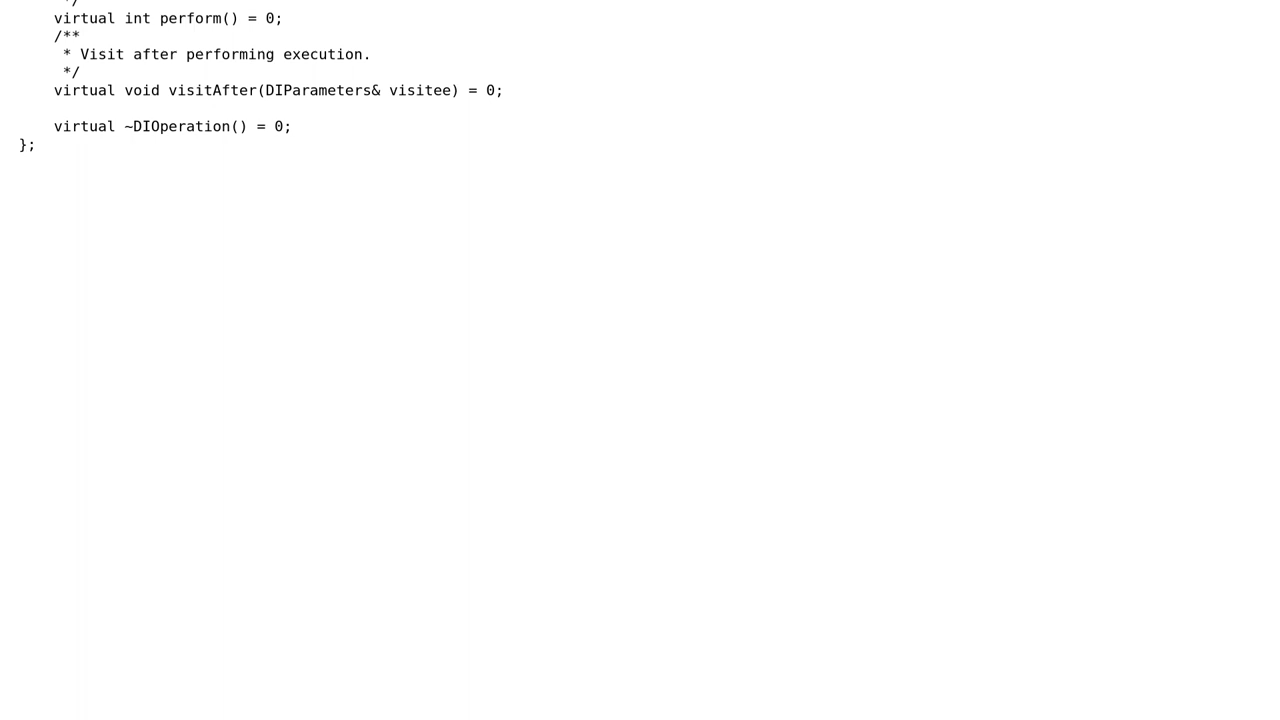 */
virtual int perform() = 0;
/**
* Visit after performing execution.
*/
virtual void visitAfter(DIParameters& visitee) = 0;
virtual ~DIOperation() = 0;
};